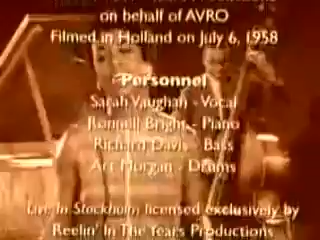 on behalf of AVRO
Filmed in Holland on July 6, 1958
Personnel
Sarah Vaughan - Vocal
Ronnell Bright - Piano
Richard Davis - Bass
Art Morgan - Drums
Live In Stockholm licensed exclusively by
Reelin' In The Years Productions